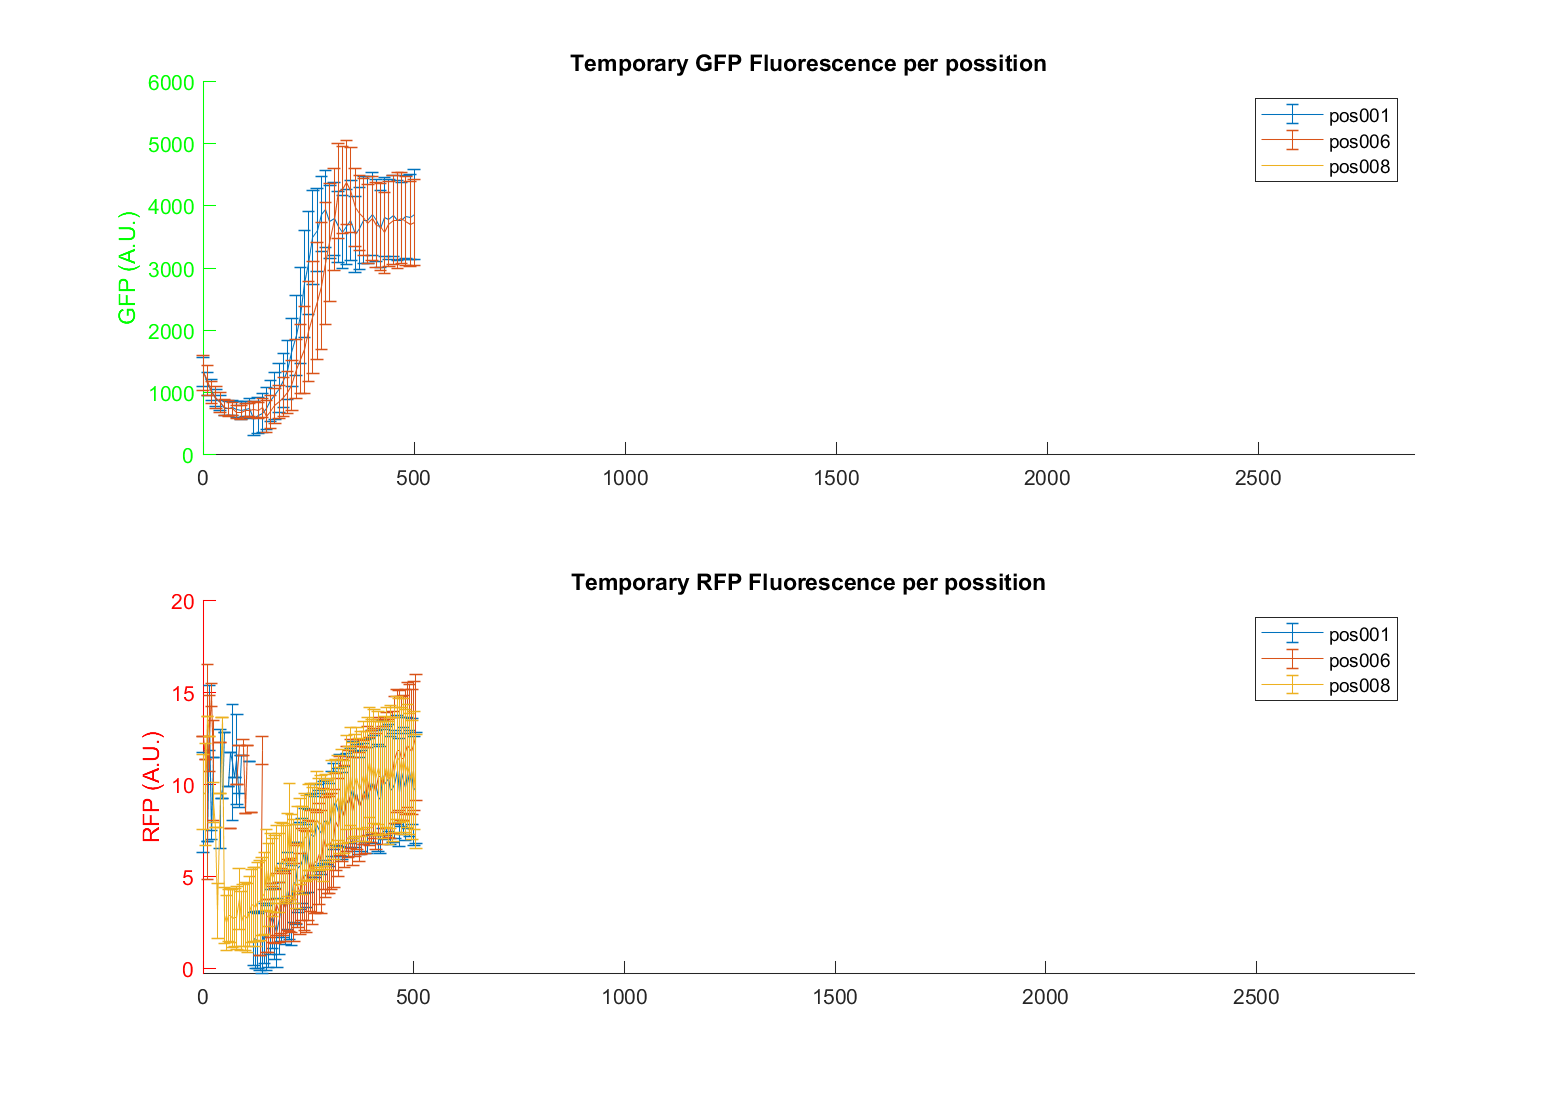 Temporary GFP Fluorescence per possition
6000
5000
4000
3000
2000
1000
0
GFP (A.U.)
pos001
pos006
pos008
0 500 1000 1500 2000 2500
Temporary RFP Fluorescence per possition
20
15
10
5
0
RFP (A.U.)
pos001
pos006
pos008
0 500 1000 1500 2000 2500